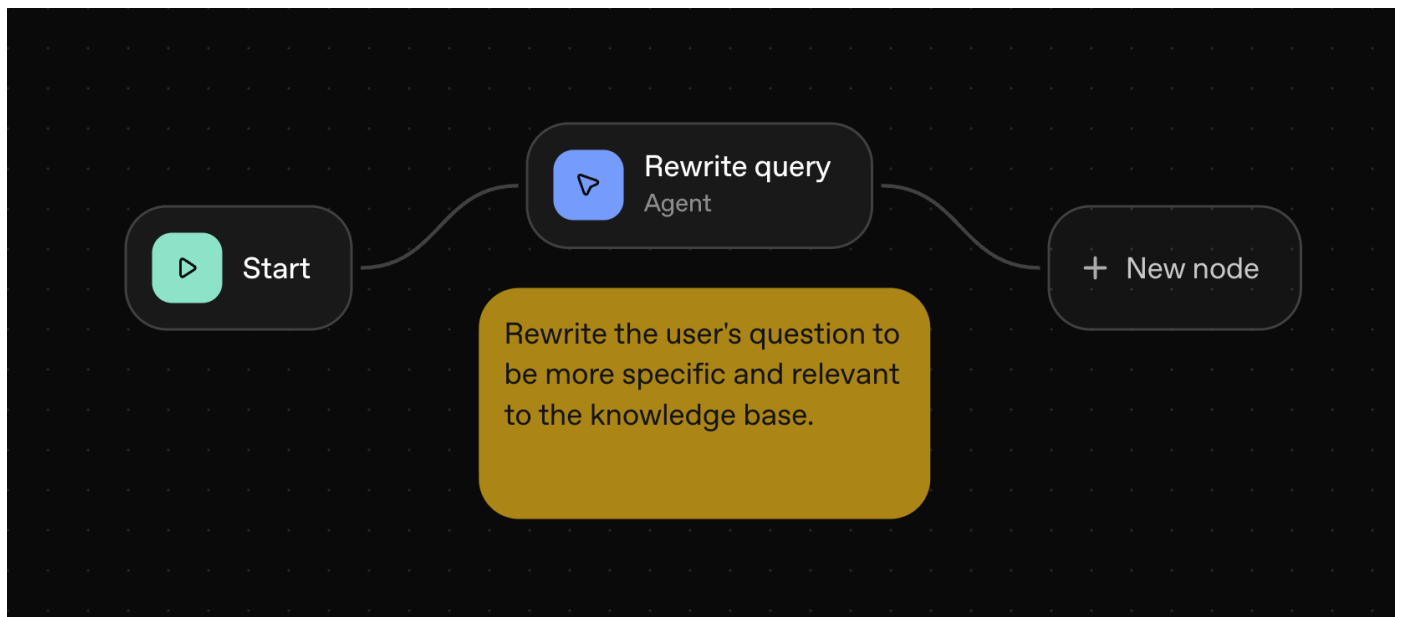 Start
Rewrite query
Agent
+ New node
Rewrite the user's question to
be more specific and relevant
to the knowledge base.